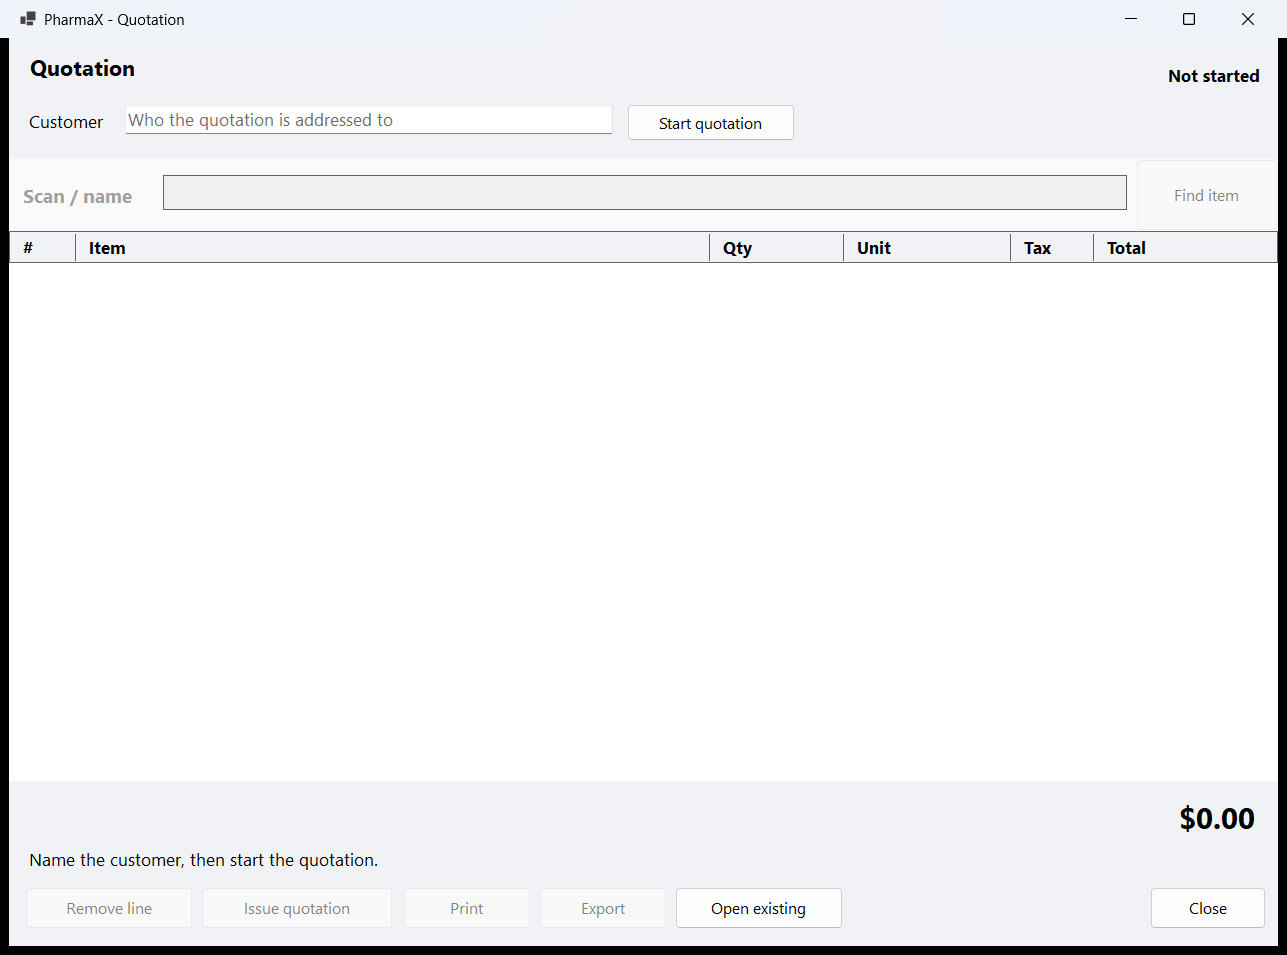 PharmaX - Quotation
Quotation
Not started
Customer
Who the quotation is addressed to
Start quotation
Scan / name
Find item
# Item Qty Unit Tax Total
$0.00
Name the customer, then start the quotation.
Remove line
Issue quotation
Print
Export
Open existing
Close